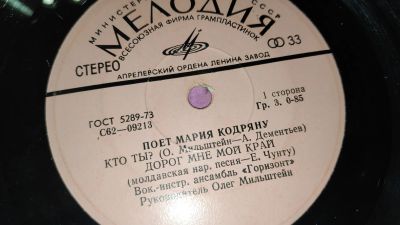 МИНИСТЕ
СССР
МЕЛОДИЯ
ВСЕСОЮЗНАЯ ФИРМА ГРАМПЛАСТИНОК
СТЕРЕО
33
АПРЕЛЕВСКИЙ ОРДЕНА ЛЕНИНА ЗАВОД
ГОСТ 5289-73
С62—09213
1 сторона
Гр. 3. 0-85
ПОЕТ МАРИЯ КОДРЯНУ
КТО ТЫ? (О. Мильштейн—А. Дементьев)
ДОРОГ МНЕ МОЙ КРАЙ
(молдавская нар. песня—Е. Чунту)
Вок.-инстр. ансамбль «Горизонт»
Руководитель Олег Мильштейн